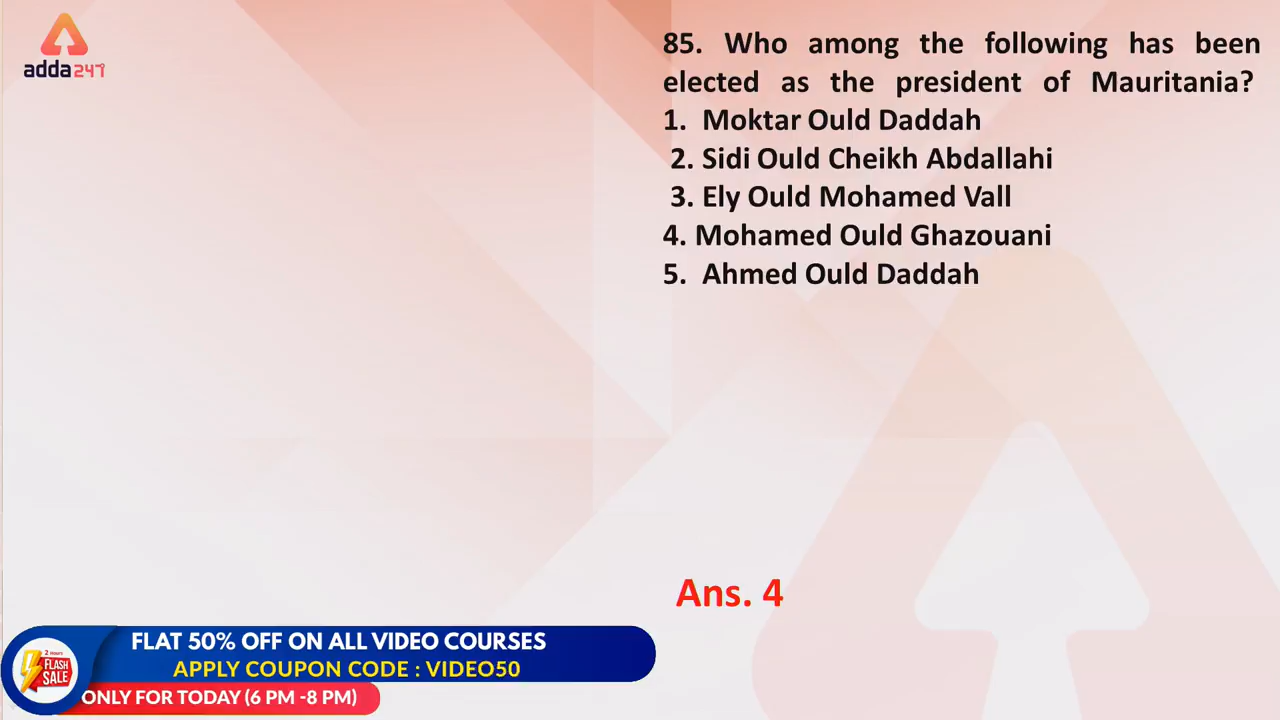 adda247
85. Who among the following has been
elected as the president of Mauritania?
1. Moktar Ould Daddah
2. Sidi Ould Cheikh Abdallahi
3. Ely Ould Mohamed Vall
4. Mohamed Ould Ghazouani
5. Ahmed Ould Daddah
Ans. 4
FLAT 50% OFF ON ALL VIDEO COURSES
APPLY COUPON CODE : VIDEO50
2 Hours
FLASH
SALE
ONLY FOR TODAY (6 PM -8 PM)